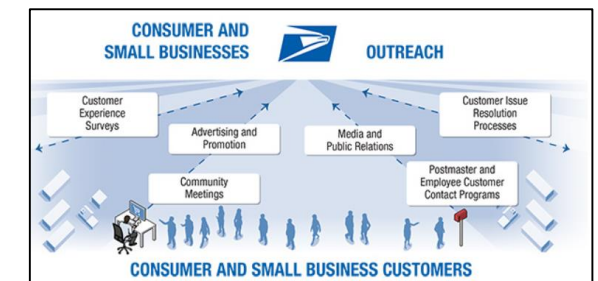 CONSUMER AND
SMALL BUSINESSES
OUTREACH
Customer
Experience
Surveys
Customer Issue
Resolution
Processes
Advertising and
Promotion
Media and
Public Relations
Community
Meetings
Postmaster and
Employee Customer
Contact Programs
CONSUMER AND SMALL BUSINESS CUSTOMERS